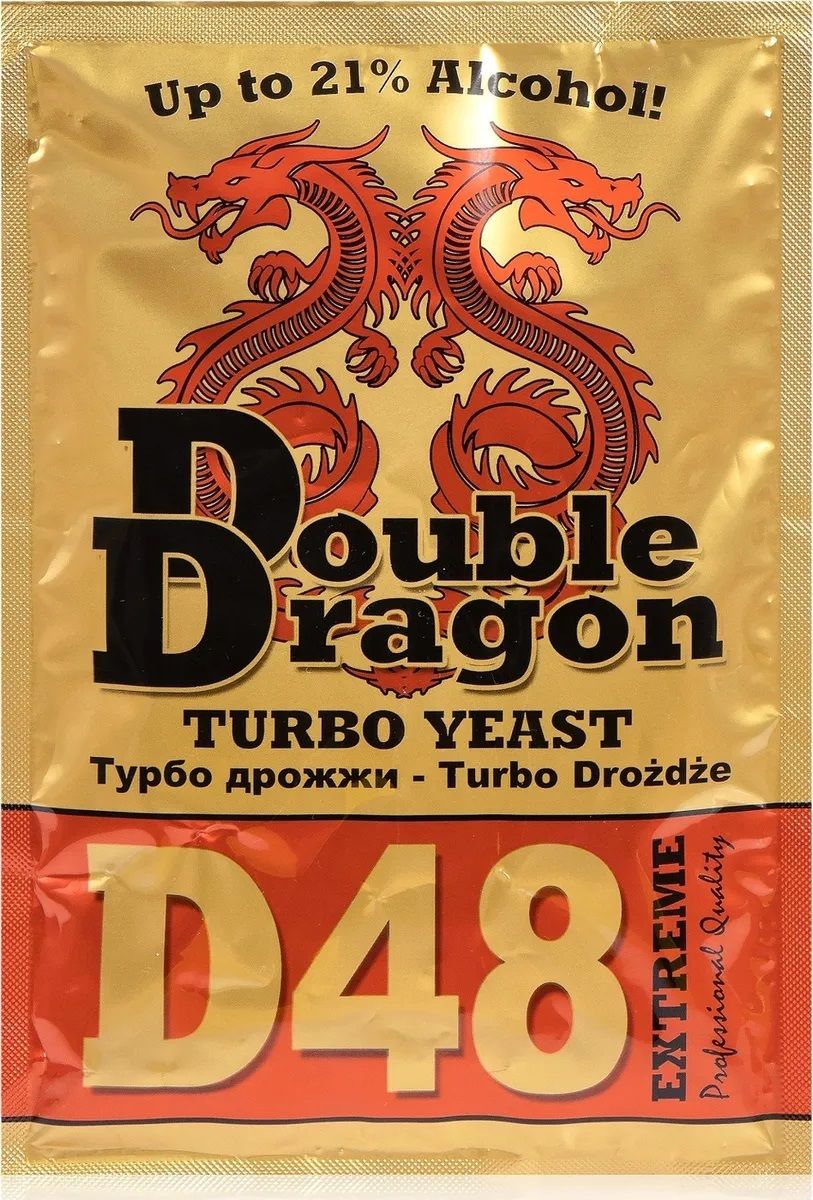 Up to 21% Alcohol!
Double
Dragon
TURBO YEAST
Турбо дрожжи - Turbo Drożdże
D48
EXTREME
Professional Quality